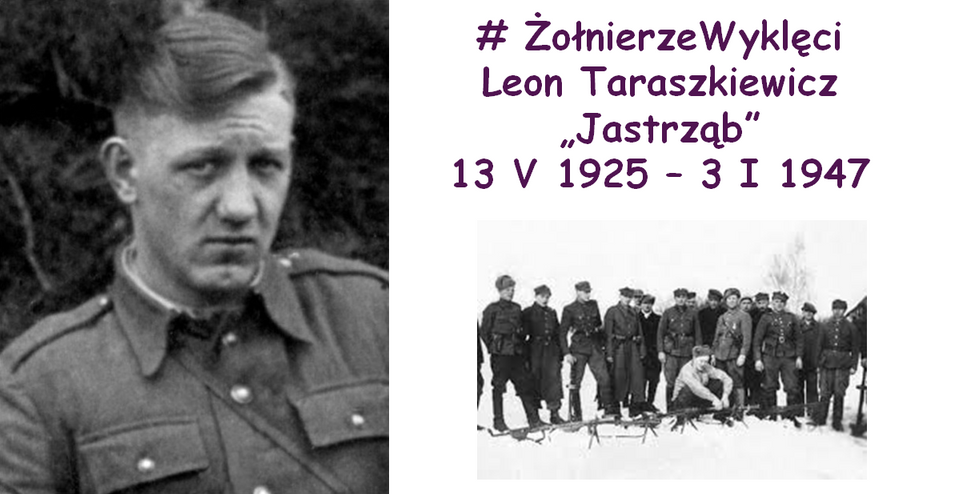 # ŻołnierzeWyklęci
Leon Taraszkiewicz
„Jastrząb”
13 V 1925 – 3 I 1947